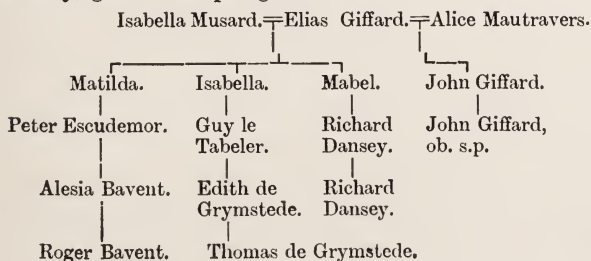 Isabella Musard.═Elias Giffard.═Alice Mautravers.
Matilda. Isabella. Mabel. John Giffard.
Peter Escudemor. Guy le Richard John Giffard,
Tabeler. Dansey. ob. s.p.
Alesia Bavent. Edith de Richard
Grymstede. Dansey.
Roger Bavent. Thomas de Grymstede.